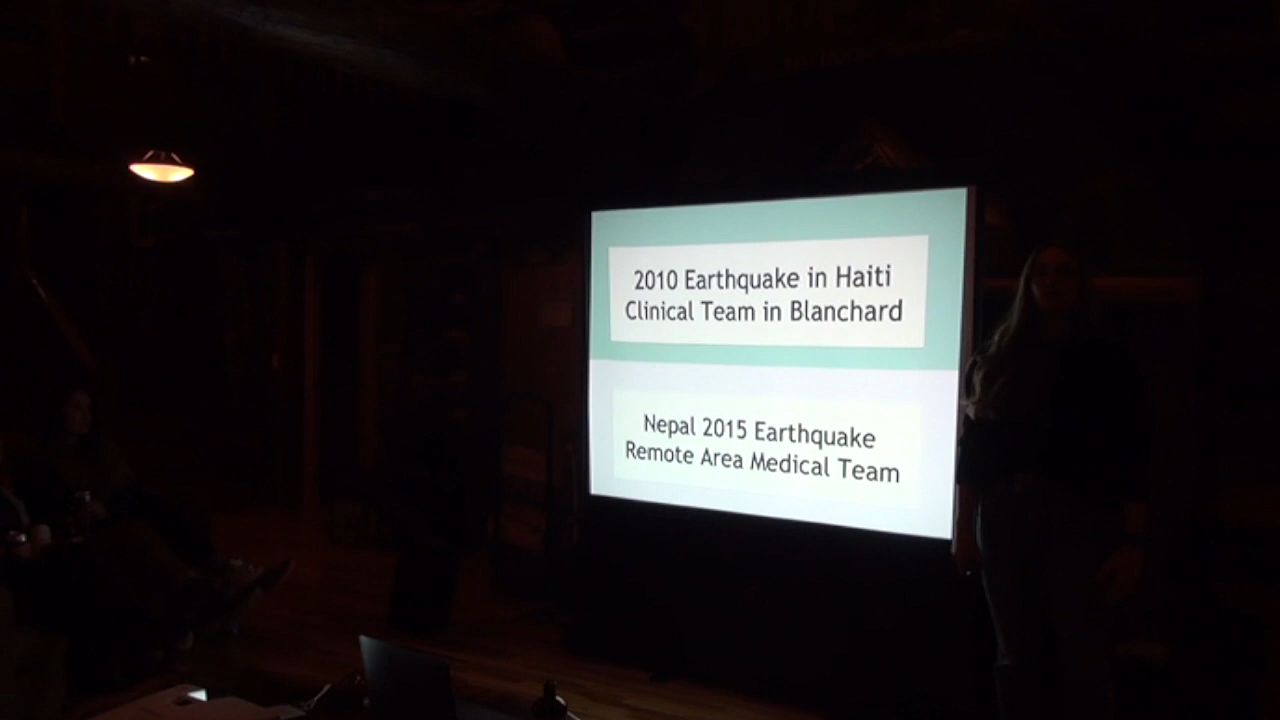 2010 Earthquake in Haiti
Clinical Team in Blanchard
Nepal 2015 Earthquake
Remote Area Medical Team